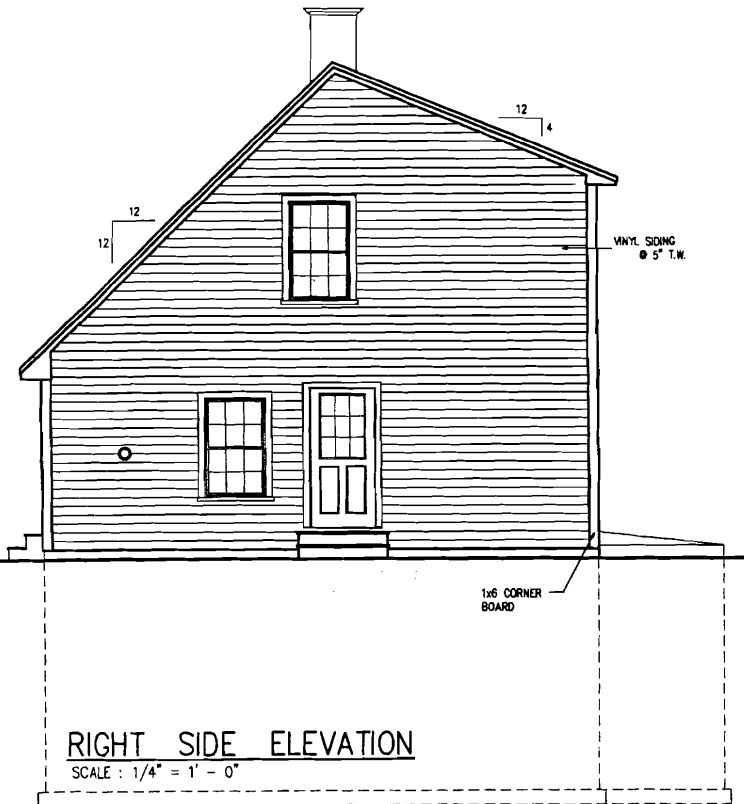 12
4
12
12
VINYL SIDING
@ 5" T.W.
1x6 CORNER
BOARD
RIGHT SIDE ELEVATION
SCALE : 1/4" = 1' - 0"